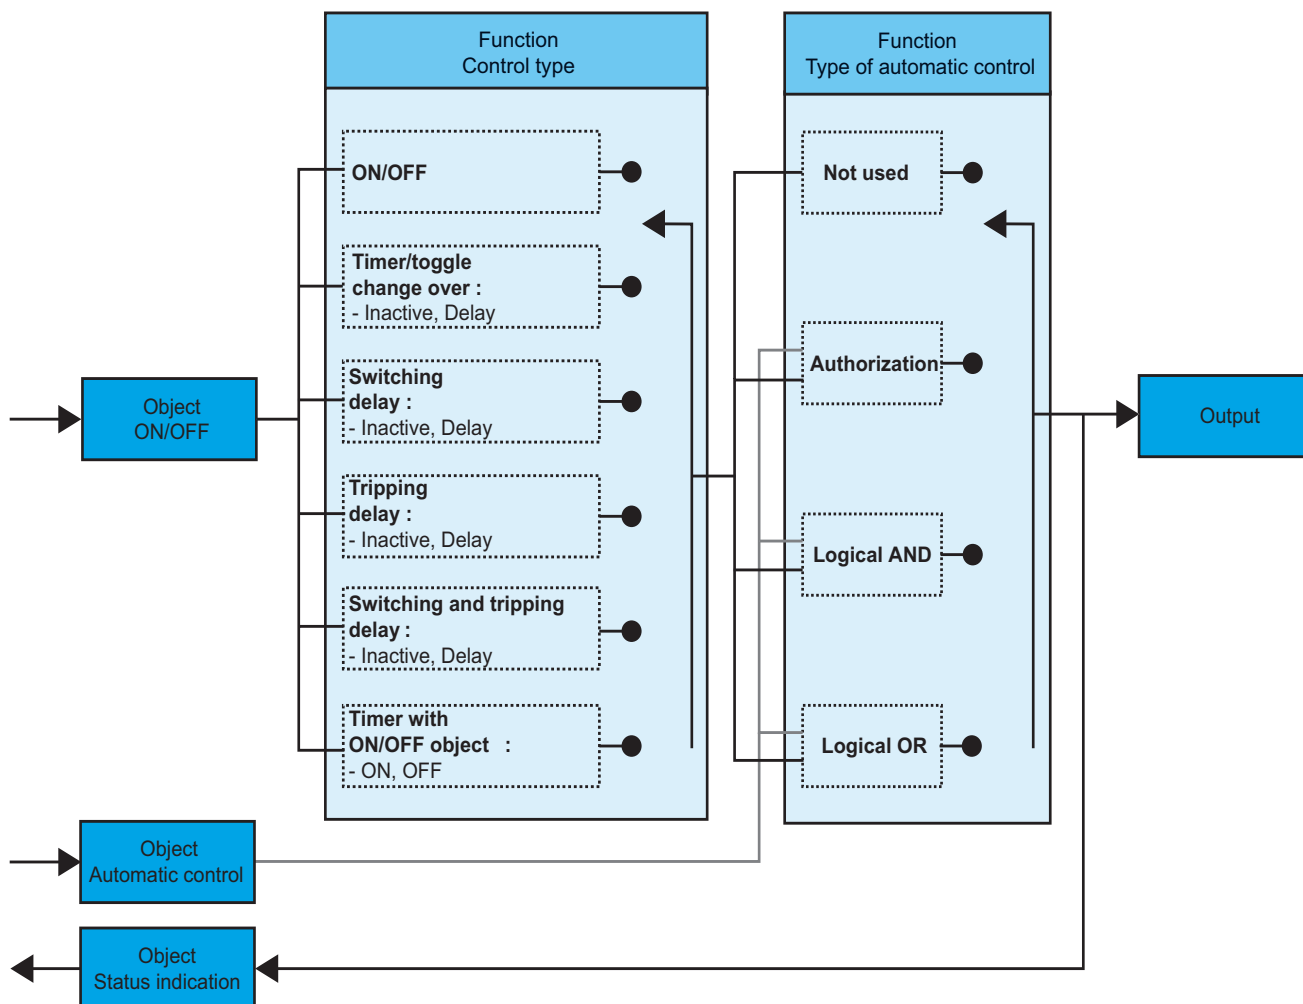 Function
Control type
Function
Type of automatic control
ON/OFF
Timer/toggle
change over :
- Inactive, Delay
Switching
delay :
- Inactive, Delay
Tripping
delay :
- Inactive, Delay
Switching and tripping
delay :
- Inactive, Delay
Timer with
ON/OFF object :
- ON, OFF
Not used
Authorization
Logical AND
Logical OR
Object
ON/OFF
Output
Object
Automatic control
Object
Status indication